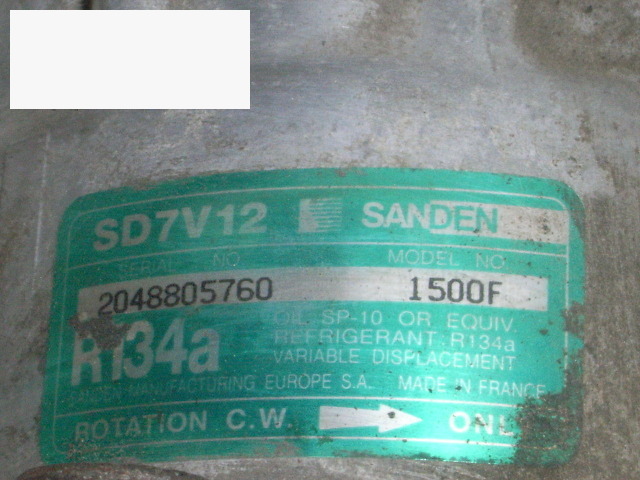 SD7V12 SANDEN
SERIAL NO MODEL NO
2048805760 1500F
R134a
OIL SP-10 OR EQUIV.
REFRIGERANT R134a
VARIABLE DISPLACEMENT
SANDEN MANUFACTURING EUROPE S.A. MADE IN FRANCE
ROTATION C.W. ONLY